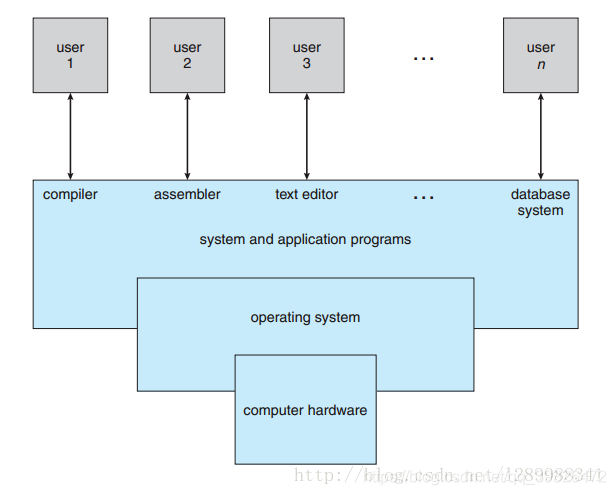 user
1
user
2
user
3
...
user
n
compiler
assembler
text editor
...
database
system
system and application programs
operating system
computer hardware
http://blog.csdn.net/1289988341